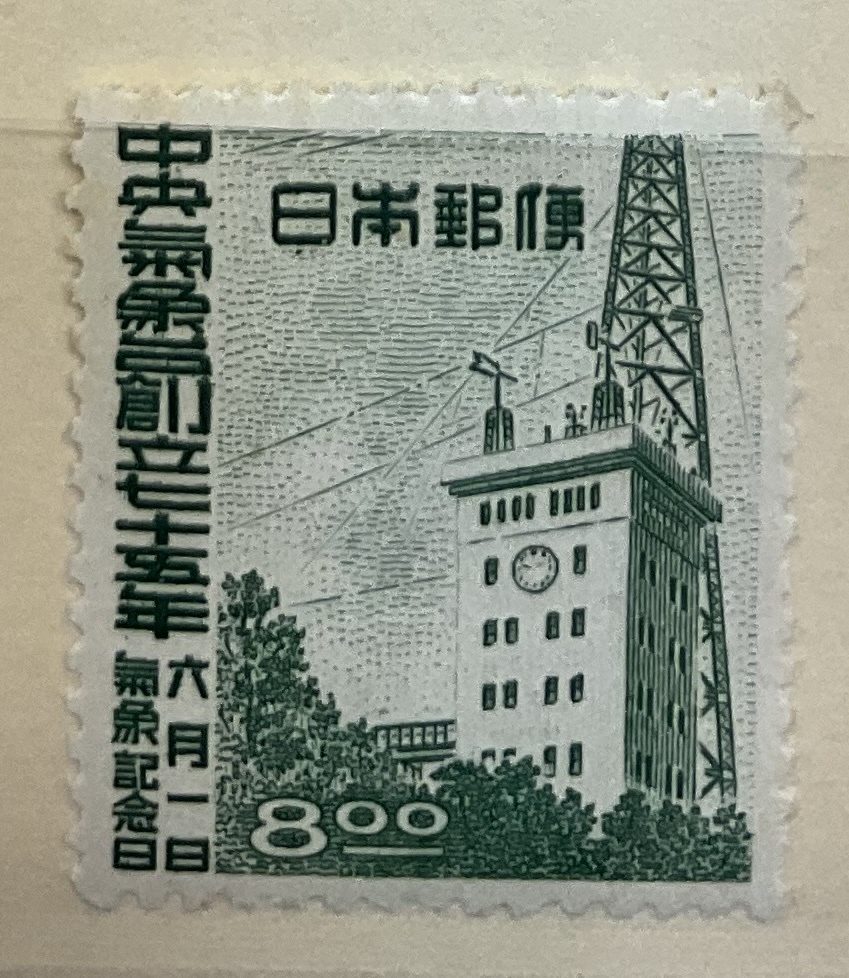 日本郵便
中央氣象台創立七十五年
六月一日
氣象記念日
8.00